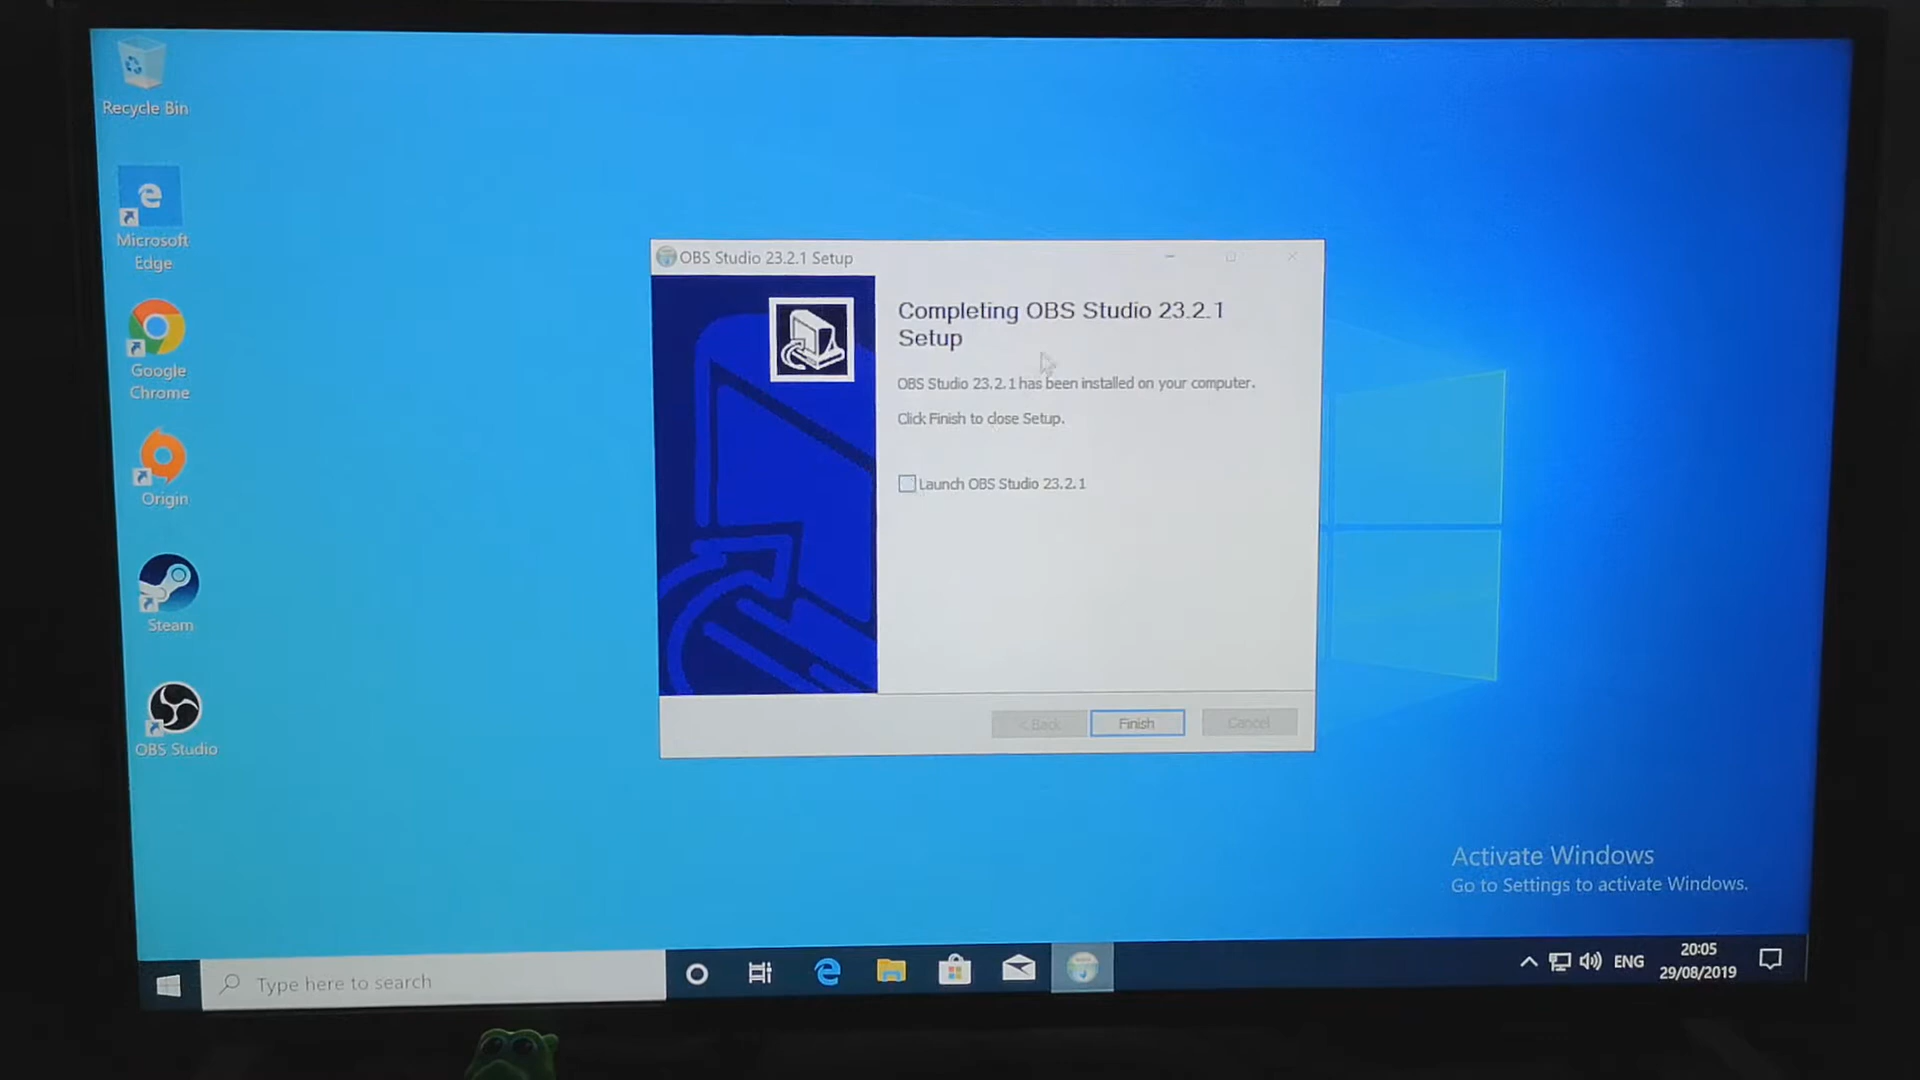 Recycle Bin
Microsoft
Edge
Google
Chrome
Origin
Steam
OBS Studio
OBS Studio 23.2.1 Setup
Completing OBS Studio 23.2.1
Setup
OBS Studio 23.2.1 has been installed on your computer.
Click Finish to close Setup.
Launch OBS Studio 23.2.1
< Back
Finish
Cancel
Activate Windows
Go to Settings to activate Windows.
Type here to search
ENG
20:05
29/08/2019